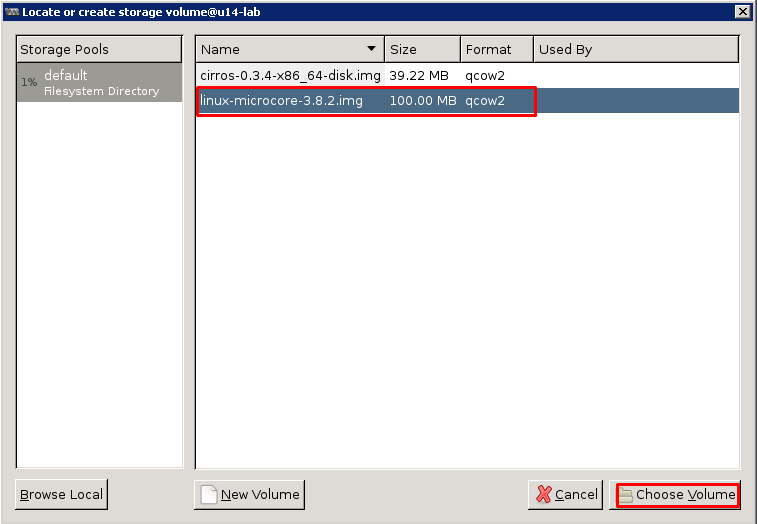 Locate or create storage volume@u14-lab
Storage Pools
1%
default
Filesystem Directory
Name Size Format Used By
cirros-0.3.4-x86_64-disk.img 39.22 MB qcow2
linux-microcore-3.8.2.img 100.00 MB qcow2
Browse Local New Volume Cancel Choose Volume